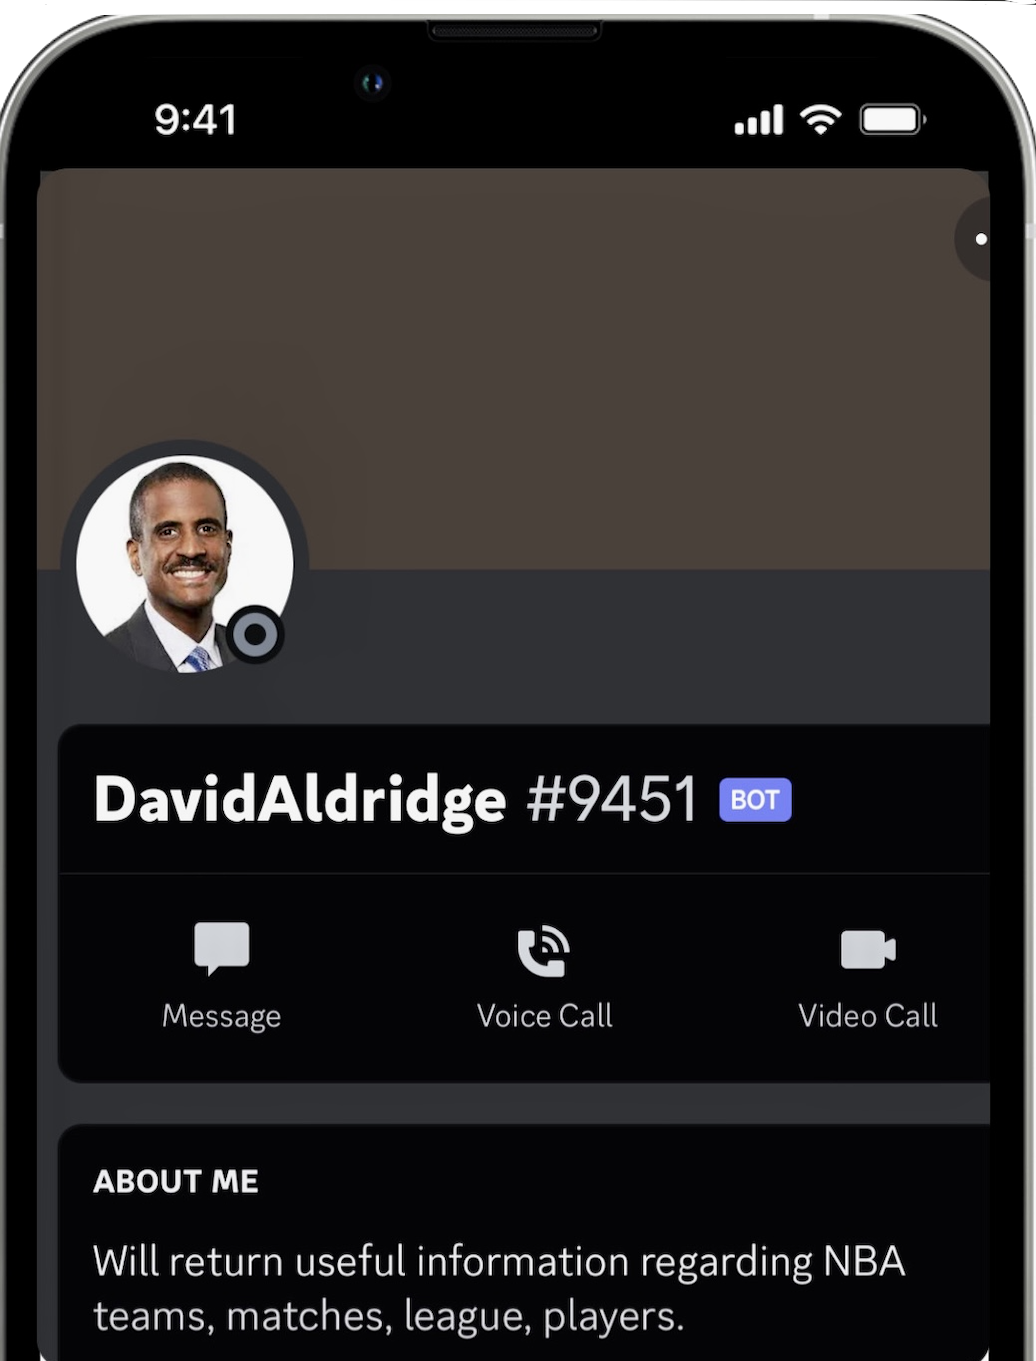 9:41
DavidAldridge #9451 BOT
Message Voice Call Video Call
ABOUT ME
Will return useful information regarding NBA
teams, matches, league, players.